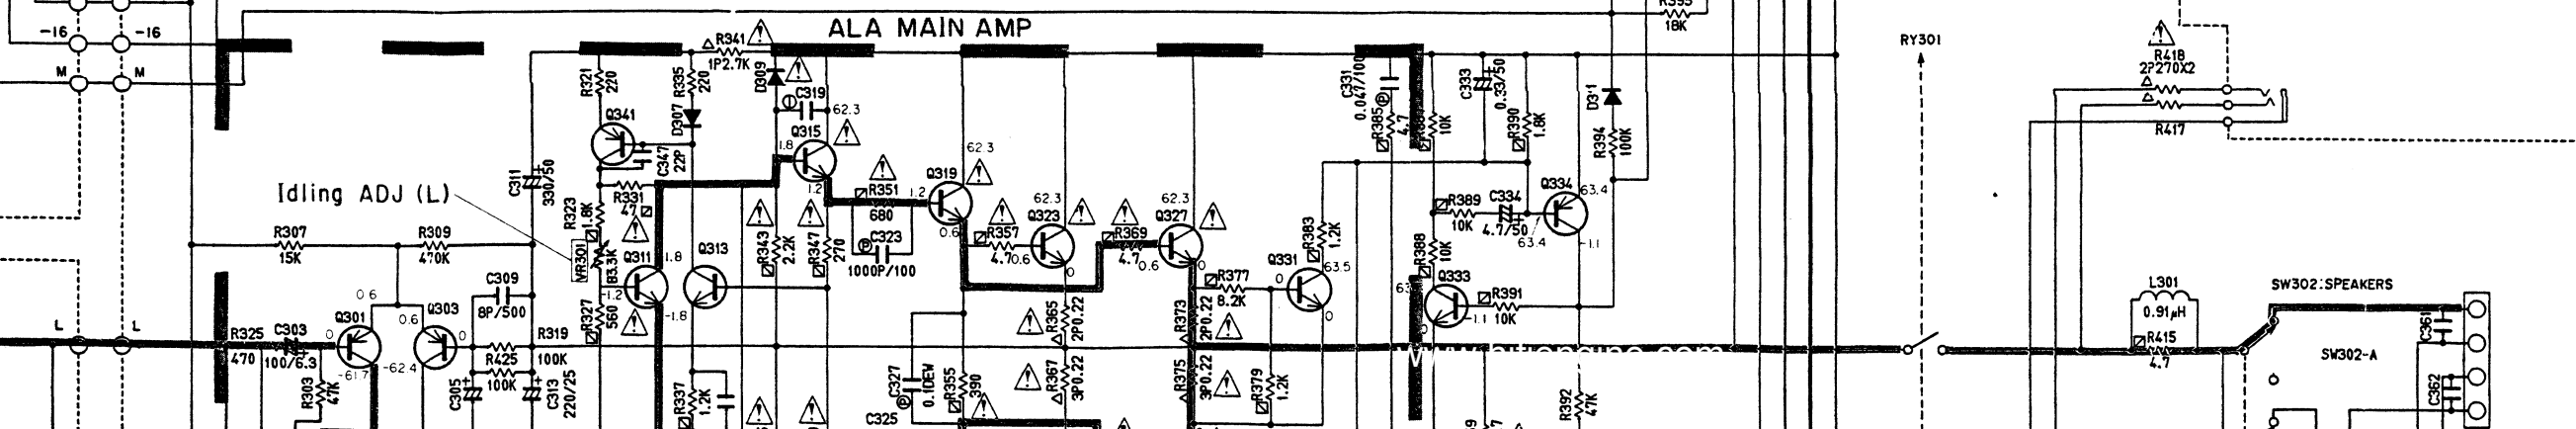 ALA MAIN AMP
-16
-16
M
M
L
L
R395
18K
RY301
R418
2P270X2
R417
R341
1P2.7K
R321
220
R335
220
D309
D307
C319
62.3
Q341
C347
22P
Q315
1.8
1.2
C311
330/50
Idling ADJ (L)
R331
47
R323
1.8K
VR301
B3.3K
R351
680
1.2
Q319
62.3
0.6
C323
1000P/100
R307
15K
R309
470K
Q311
1.8
-1.2
-1.8
Q313
R343
2.2K
R347
270
R357
4.7
0.6
Q323
62.3
0
R369
4.7
0.6
Q327
62.3
0
C331
0.047/100
R385
4.7
10K
C333
0.33/50
R390
1.8K
R394
100K
R389
10K
C334
4.7/50
63.4
Q334
63.4
-1.1
R383
1.2K
R388
10K
Q331
63.5
0
0
Q333
-1.1
R391
10K
R377
8.2K
C309
8P/500
0.6
0.6
Q301
0
-61.7
Q303
0
-62.4
R325
470
C303
100/6.3
R303
47K
R425
100K
R319
100K
C305
C313
220/25
R327
560
R337
1.2K
C327
C325
R355
390
R365
2P0.22
R367
3P0.22
R373
2P0.22
R375
3P0.22
R379
1.2K
R392
47K
L301
0.91μH
R415
4.7
SW302:SPEAKERS
SW302-A
C361
C362